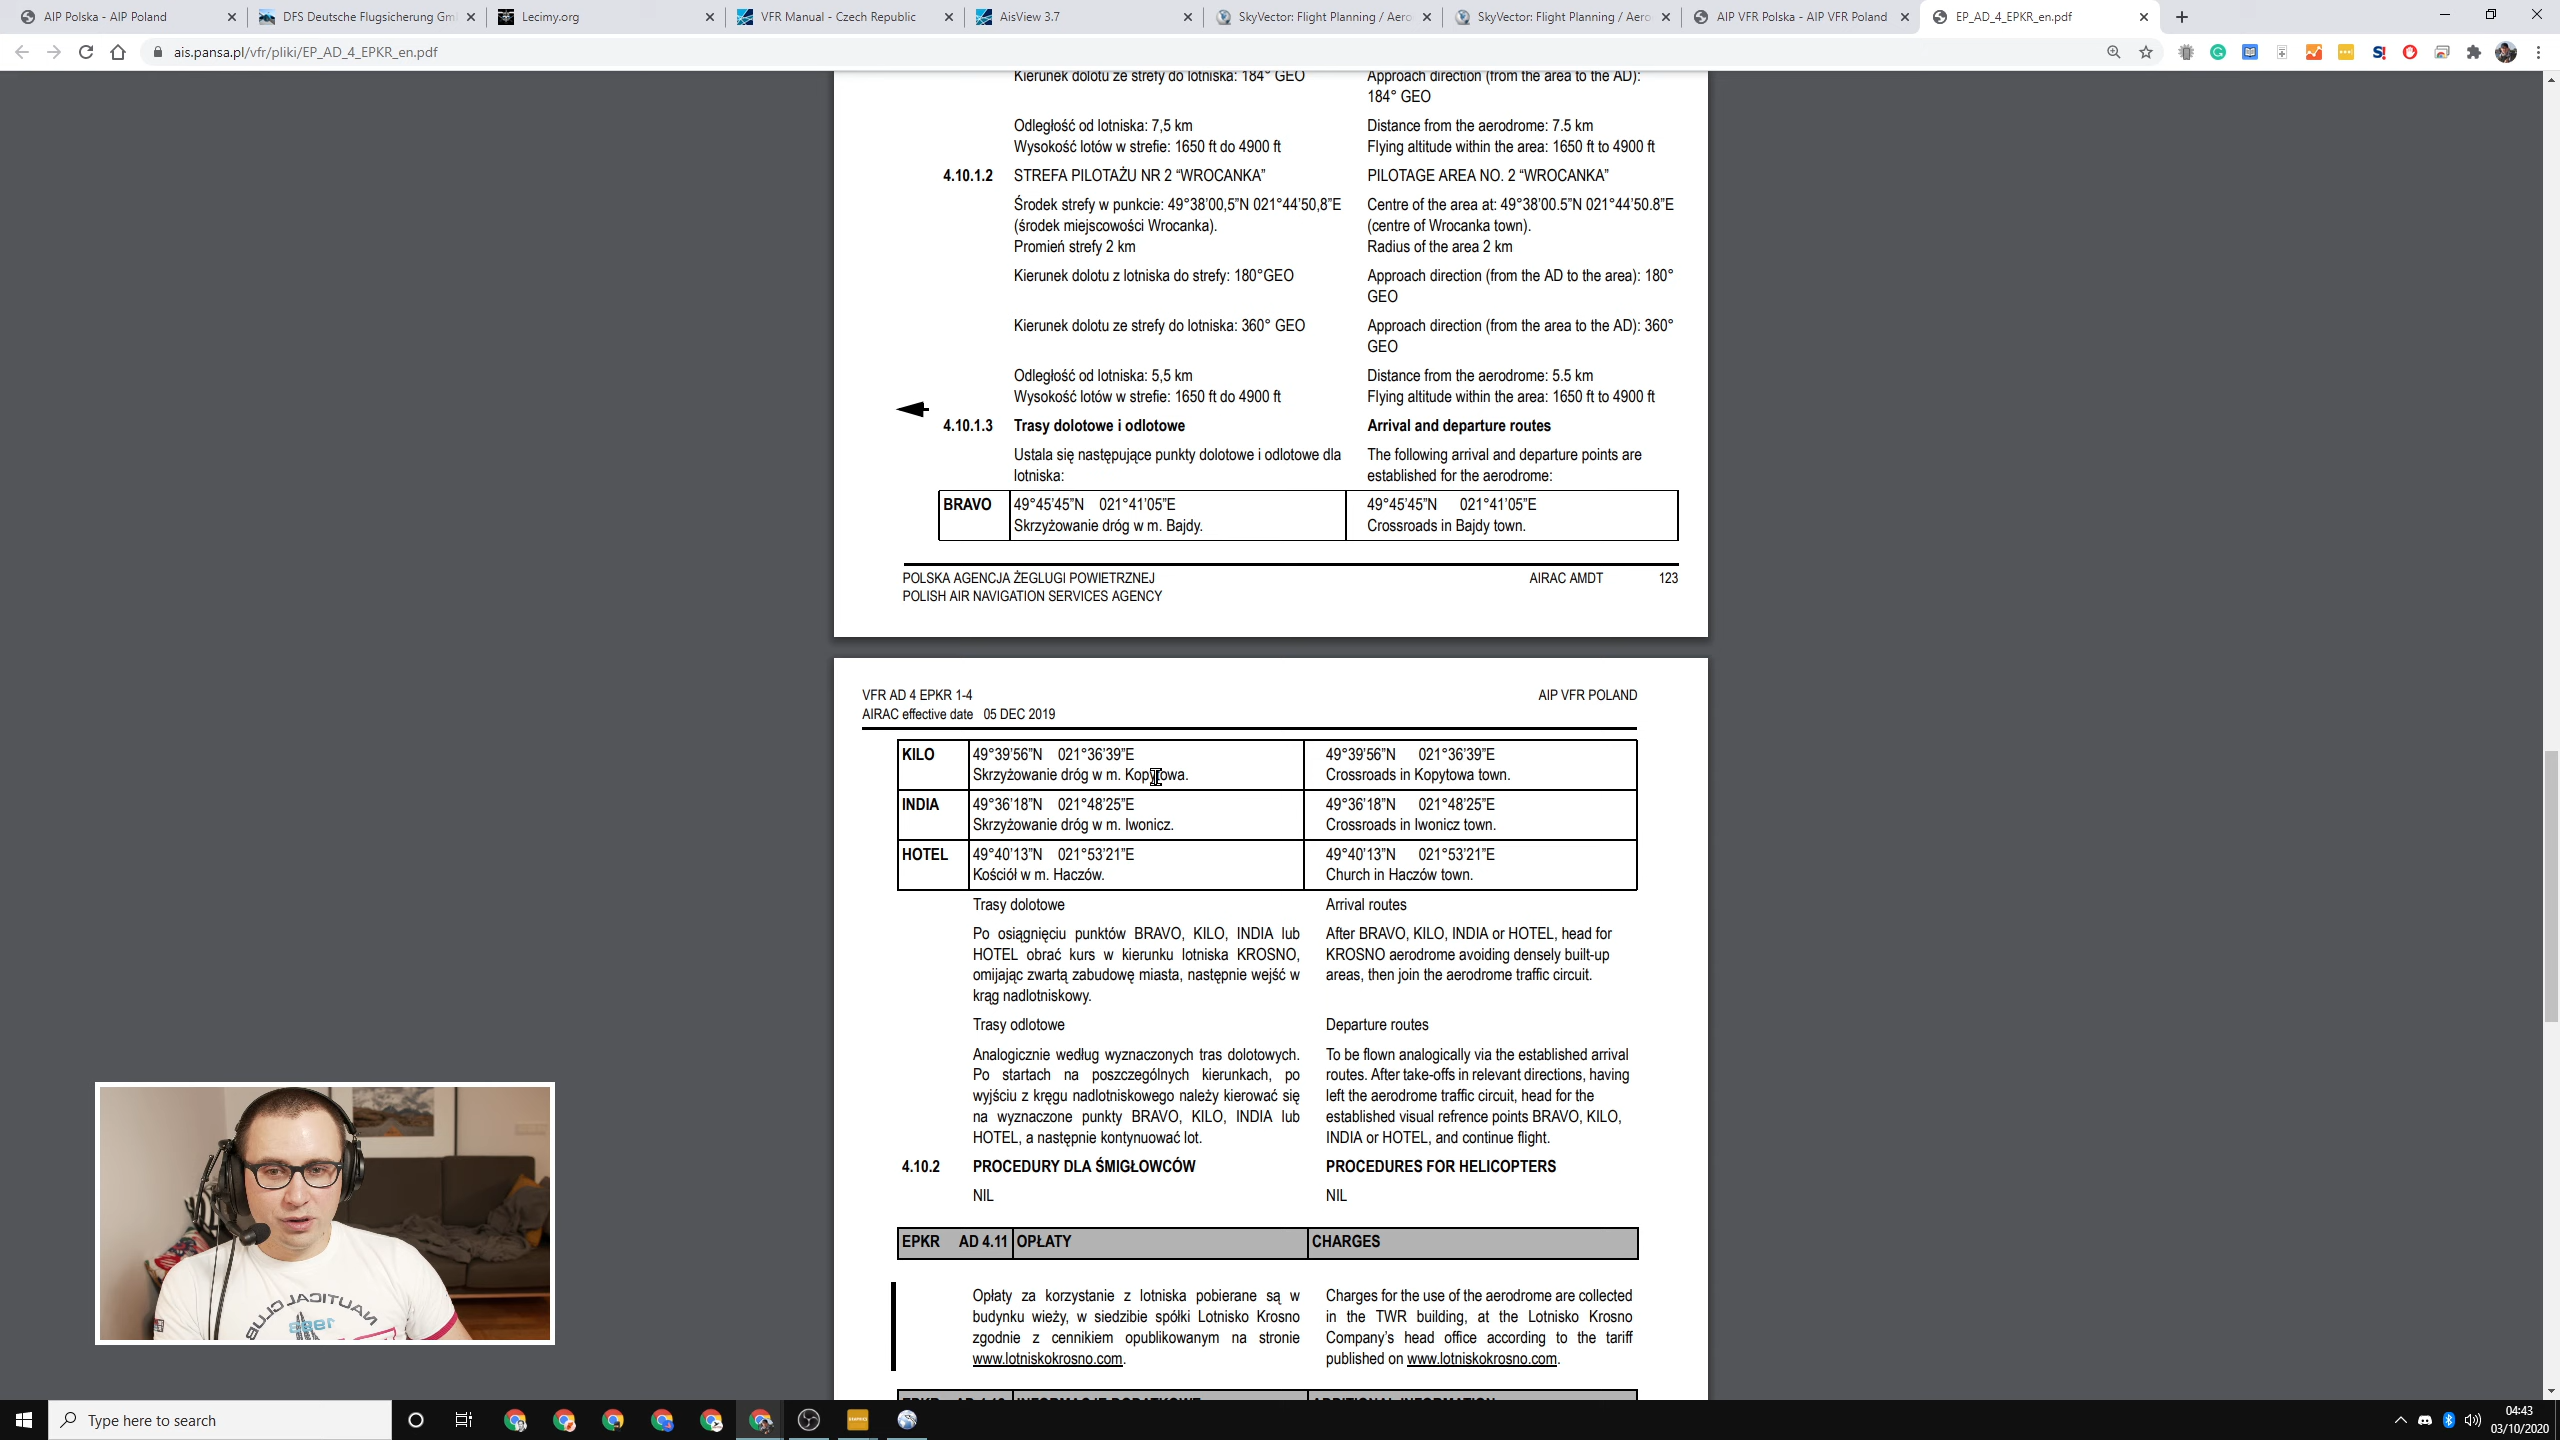 AIP Polska - AIP Poland
DFS Deutsche Flugsicherung Gm
Lecimy.org
VFR Manual - Czech Republic
AisView 3.7
SkyVector: Flight Planning / Aero
SkyVector: Flight Planning / Aero
AIP VFR Polska - AIP VFR Poland
EP_AD_4_EPKR_en.pdf
ais.pansa.pl/vfr/pliki/EP_AD_4_EPKR_en.pdf
Kierunek dolotu ze strefy do lotniska: 184° GEO
Approach direction (from the area to the AD):
184° GEO
Odległość od lotniska: 7,5 km
Distance from the aerodrome: 7.5 km
Wysokość lotów w strefie: 1650 ft do 4900 ft
Flying altitude within the area: 1650 ft to 4900 ft
4.10.1.2 STREFA PILOTAŻU NR 2 “WROCANKA”
PILOTAGE AREA NO. 2 “WROCANKA”
Środek strefy w punkcie: 49°38’00,5”N 021°44’50,8”E
(środek miejscowości Wrocanka).
Promień strefy 2 km
Centre of the area at: 49°38’00.5”N 021°44’50.8”E
(centre of Wrocanka town).
Radius of the area 2 km
Kierunek dolotu z lotniska do strefy: 180°GEO
Approach direction (from the AD to the area): 180°
GEO
Kierunek dolotu ze strefy do lotniska: 360° GEO
Approach direction (from the area to the AD): 360°
GEO
Odległość od lotniska: 5,5 km
Wysokość lotów w strefie: 1650 ft do 4900 ft
Distance from the aerodrome: 5.5 km
Flying altitude within the area: 1650 ft to 4900 ft
4.10.1.3 Trasy dolotowe i odlotowe
Arrival and departure routes
Ustala się następujące punkty dolotowe i odlotowe dla
lotniska:
The following arrival and departure points are
established for the aerodrome:
BRAVO
49°45’45”N 021°41’05”E
Skrzyżowanie dróg w m. Bajdy.
49°45’45”N 021°41’05”E
Crossroads in Bajdy town.
POLSKA AGENCJA ŻEGLUGI POWIETRZNEJ
POLISH AIR NAVIGATION SERVICES AGENCY
AIRAC AMDT 123
VFR AD 4 EPKR 1-4
AIP VFR POLAND
AIRAC effective date 05 DEC 2019
KILO
49°39’56”N 021°36’39”E
Skrzyżowanie dróg w m. Kopytowa.
49°39’56”N 021°36’39”E
Crossroads in Kopytowa town.
INDIA
49°36’18”N 021°48’25”E
Skrzyżowanie dróg w m. Iwonicz.
49°36’18”N 021°48’25”E
Crossroads in Iwonicz town.
HOTEL
49°40’13”N 021°53’21”E
Kościół w m. Haczów.
49°40’13”N 021°53’21”E
Church in Haczów town.
Trasy dolotowe
Arrival routes
Po osiągnięciu punktów BRAVO, KILO, INDIA lub
HOTEL obrać kurs w kierunku lotniska KROSNO,
omijając zwartą zabudowę miasta, następnie wejść w
krąg nadlotniskowy.
After BRAVO, KILO, INDIA or HOTEL, head for
KROSNO aerodrome avoiding densely built-up
areas, then join the aerodrome traffic circuit.
Trasy odlotowe
Departure routes
Analogicznie według wyznaczonych tras dolotowych.
Po startach na poszczególnych kierunkach, po
wyjściu z kręgu nadlotniskowego należy kierować się
na wyznaczone punkty BRAVO, KILO, INDIA lub
HOTEL, a następnie kontynuować lot.
To be flown analogically via the established arrival
routes. After take-offs in relevant directions, having
left the aerodrome traffic circuit, head for the
established visual refrence points BRAVO, KILO,
INDIA or HOTEL, and continue flight.
4.10.2 PROCEDURY DLA ŚMIGŁOWCÓW
PROCEDURES FOR HELICOPTERS
NIL
NIL
EPKR AD 4.11 OPŁATY
CHARGES
Opłaty za korzystanie z lotniska pobierane są w
budynku wieży, w siedzibie spółki Lotnisko Krosno
zgodnie z cennikiem opublikowanym na stronie
www.lotniskokrosno.com.
Charges for the use of the aerodrome are collected
in the TWR building, at the Lotnisko Krosno
Company’s head office according to the tariff
published on www.lotniskokrosno.com.
NAUTICAL CLUB
Type here to search
04:43
03/10/2020